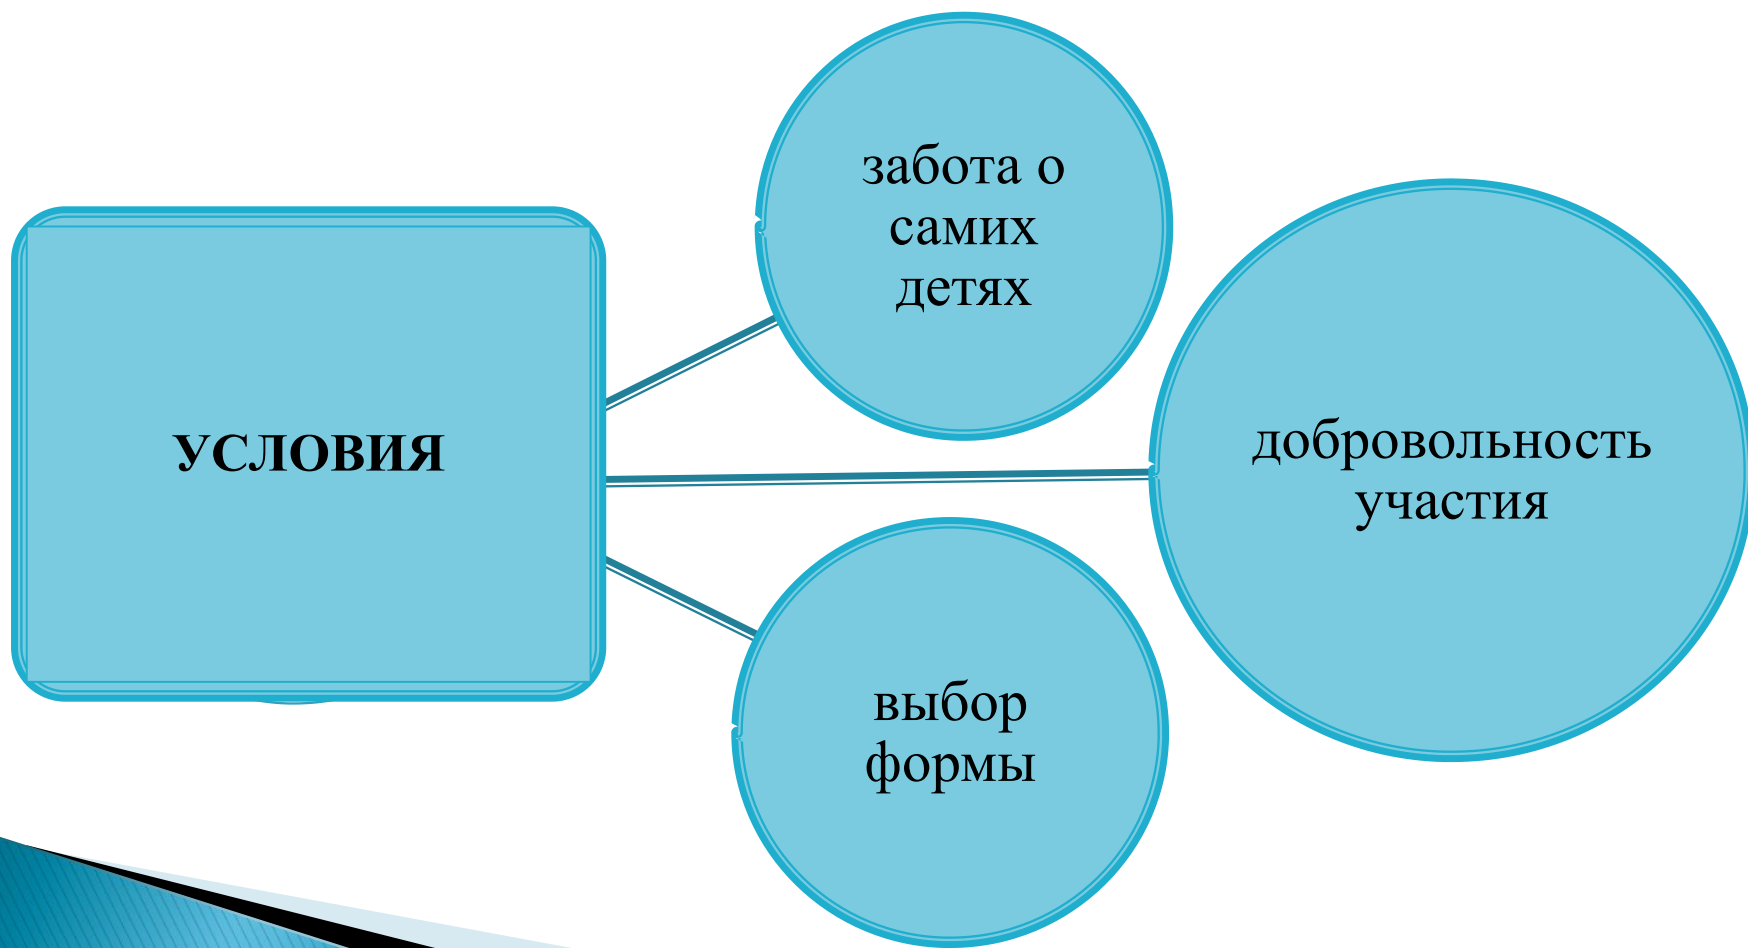 УСЛОВИЯ
забота о
самих
детях
добровольность
участия
выбор
формы